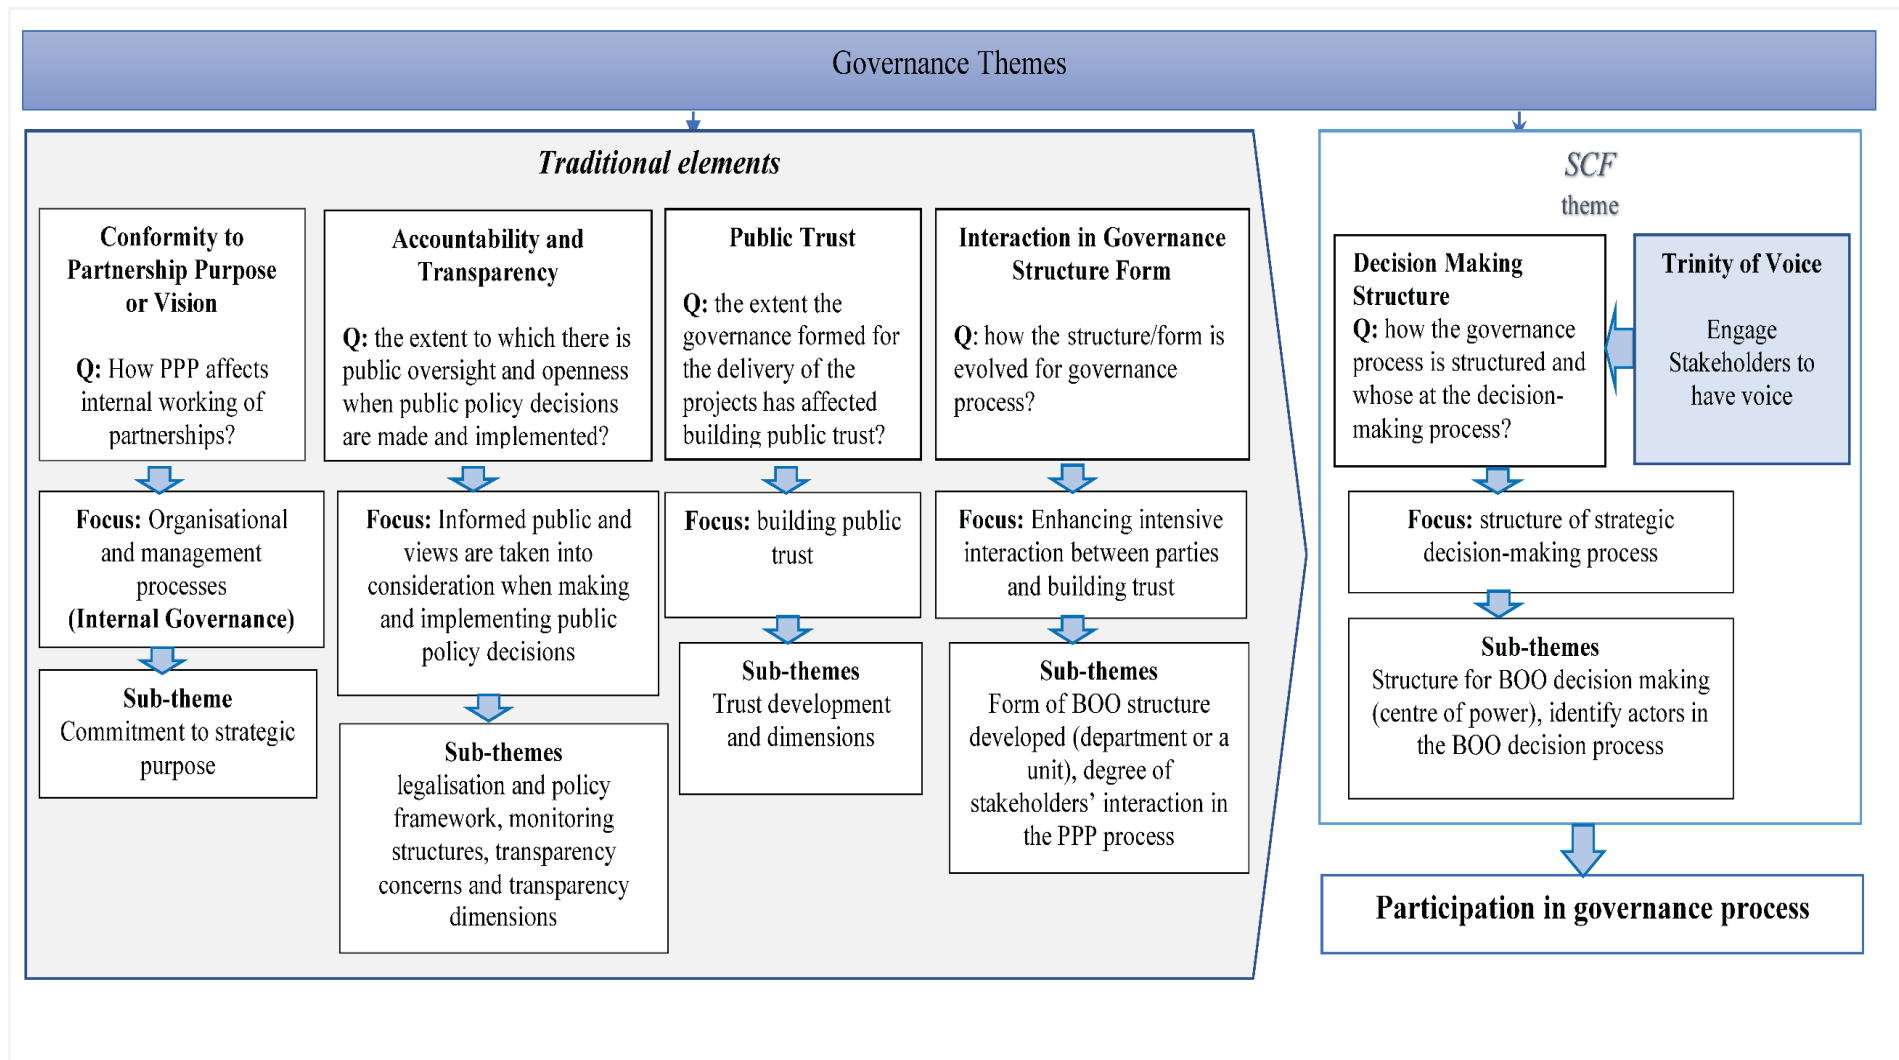 Governance Themes
Traditional elements
Conformity to
Partnership Purpose
or Vision
Q: How PPP affects
internal working of
partnerships?
Focus: Organisational
and management
processes
(Internal Governance)
Sub-theme
Commitment to strategic
purpose
Accountability and
Transparency
Q: the extent to which there is
public oversight and openness
when public policy decisions
are made and implemented?
Focus: Informed public and
views are taken into
consideration when making
and implementing public
policy decisions
Sub-themes
legalisation and policy
framework, monitoring
structures, transparency
concerns and transparency
dimensions
Public Trust
Q: the extent the
governance formed for
the delivery of the
projects has affected
building public trust?
Focus: building public
trust
Sub-themes
Trust development
and dimensions
Interaction in Governance
Structure Form
Q: how the structure/form is
evolved for governance
process?
Focus: Enhancing intensive
interaction between parties
and building trust
Sub-themes
Form of BOO structure
developed (department or a
unit), degree of
stakeholders’ interaction in
the PPP process
SCF
theme
Decision Making
Structure
Q: how the governance
process is structured and
whose at the decision-
making process?
Trinity of Voice
Engage
Stakeholders to
have voice
Focus: structure of strategic
decision-making process
Sub-themes
Structure for BOO decision making
(centre of power), identify actors in
the BOO decision process
Participation in governance process